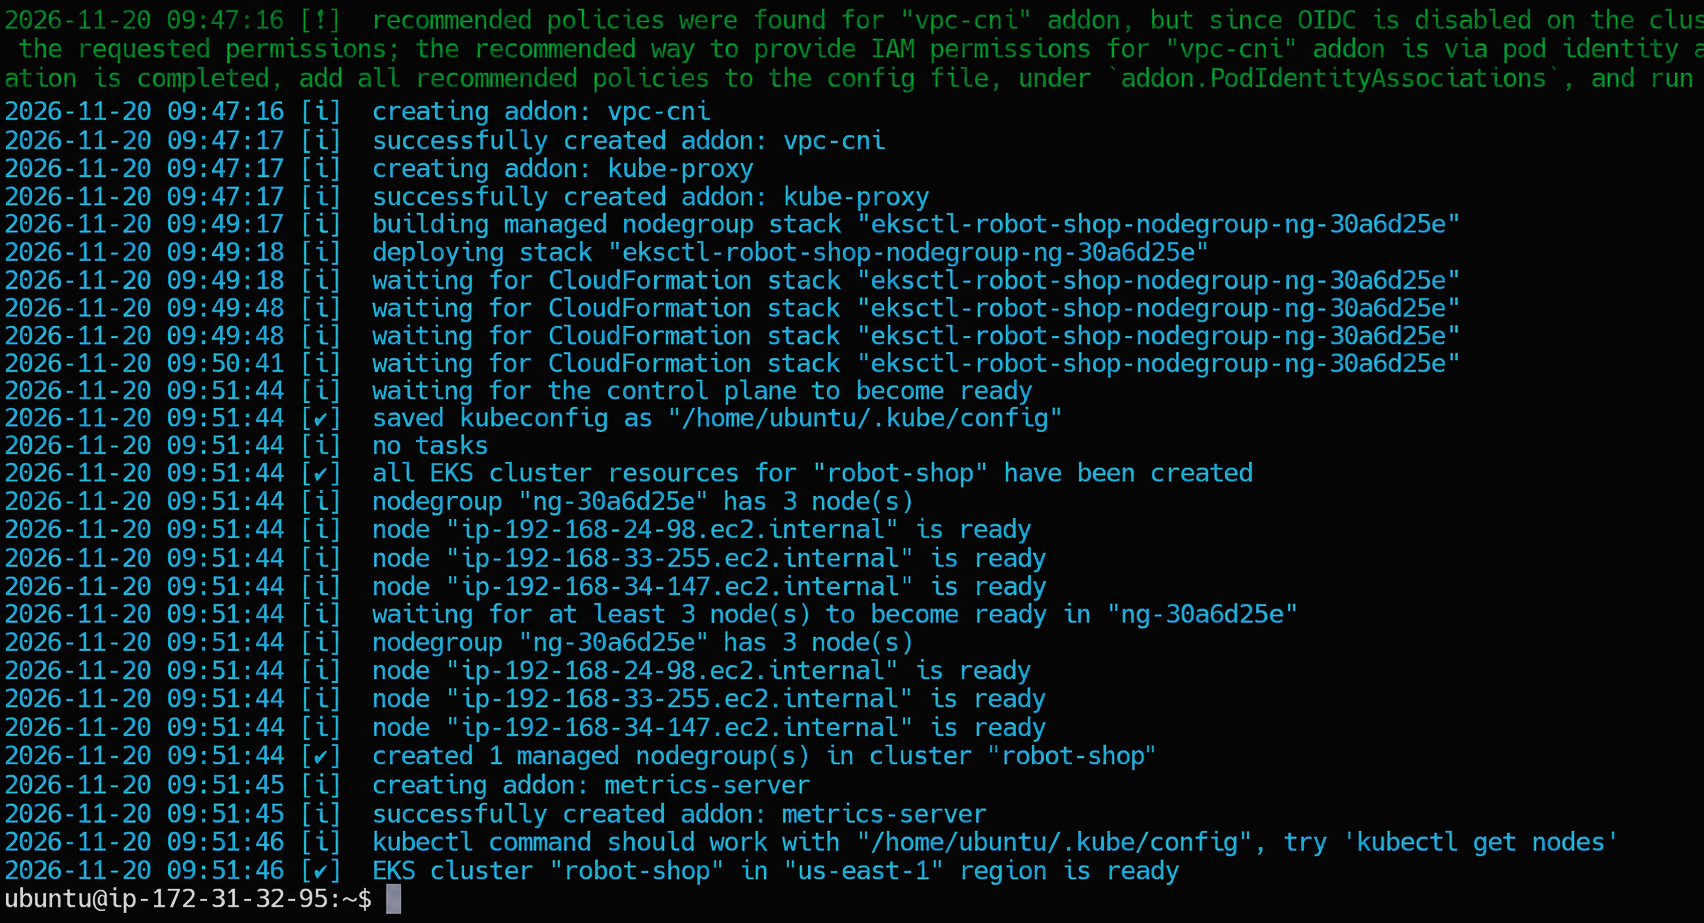 2026-11-20 09:47:16 [!]  recommended policies were found for "vpc-cni" addon, but since OIDC is disabled on the
the requested permissions; the recommended way to provide IAM permissions for "vpc-cni" addon is via pod identity
ation is completed, add all recommended policies to the config file, under `addon.PodIdentityAssociations`, and run
2026-11-20 09:47:16 [i]  creating addon: vpc-cni
2026-11-20 09:47:17 [i]  successfully created addon: vpc-cni
2026-11-20 09:47:17 [i]  creating addon: kube-proxy
2026-11-20 09:47:17 [i]  successfully created addon: kube-proxy
2026-11-20 09:49:17 [i]  building managed nodegroup stack "eksctl-robot-shop-nodegroup-ng-30a6d25e"
2026-11-20 09:49:18 [i]  deploying stack "eksctl-robot-shop-nodegroup-ng-30a6d25e"
2026-11-20 09:49:18 [i]  waiting for CloudFormation stack "eksctl-robot-shop-nodegroup-ng-30a6d25e"
2026-11-20 09:49:48 [i]  waiting for CloudFormation stack "eksctl-robot-shop-nodegroup-ng-30a6d25e"
2026-11-20 09:49:48 [i]  waiting for CloudFormation stack "eksctl-robot-shop-nodegroup-ng-30a6d25e"
2026-11-20 09:50:41 [i]  waiting for CloudFormation stack "eksctl-robot-shop-nodegroup-ng-30a6d25e"
2026-11-20 09:51:44 [i]  waiting for the control plane to become ready
2026-11-20 09:51:44 [✔]  saved kubeconfig as "/home/ubuntu/.kube/config"
2026-11-20 09:51:44 [i]  no tasks
2026-11-20 09:51:44 [✔]  all EKS cluster resources for "robot-shop" have been created
2026-11-20 09:51:44 [i]  nodegroup "ng-30a6d25e" has 3 node(s)
2026-11-20 09:51:44 [i]  node "ip-192-168-24-98.ec2.internal" is ready
2026-11-20 09:51:44 [i]  node "ip-192-168-33-255.ec2.internal" is ready
2026-11-20 09:51:44 [i]  node "ip-192-168-34-147.ec2.internal" is ready
2026-11-20 09:51:44 [i]  waiting for at least 3 node(s) to become ready in "ng-30a6d25e"
2026-11-20 09:51:44 [i]  nodegroup "ng-30a6d25e" has 3 node(s)
2026-11-20 09:51:44 [i]  node "ip-192-168-24-98.ec2.internal" is ready
2026-11-20 09:51:44 [i]  node "ip-192-168-33-255.ec2.internal" is ready
2026-11-20 09:51:44 [i]  node "ip-192-168-34-147.ec2.internal" is ready
2026-11-20 09:51:44 [✔]  created 1 managed nodegroup(s) in cluster "robot-shop"
2026-11-20 09:51:45 [i]  creating addon: metrics-server
2026-11-20 09:51:45 [i]  successfully created addon: metrics-server
2026-11-20 09:51:46 [i]  kubectl command should work with "/home/ubuntu/.kube/config", try 'kubectl get nodes'
2026-11-20 09:51:46 [✔]  EKS cluster "robot-shop" in "us-east-1" region is ready
ubuntu@ip-172-31-32-95:~$